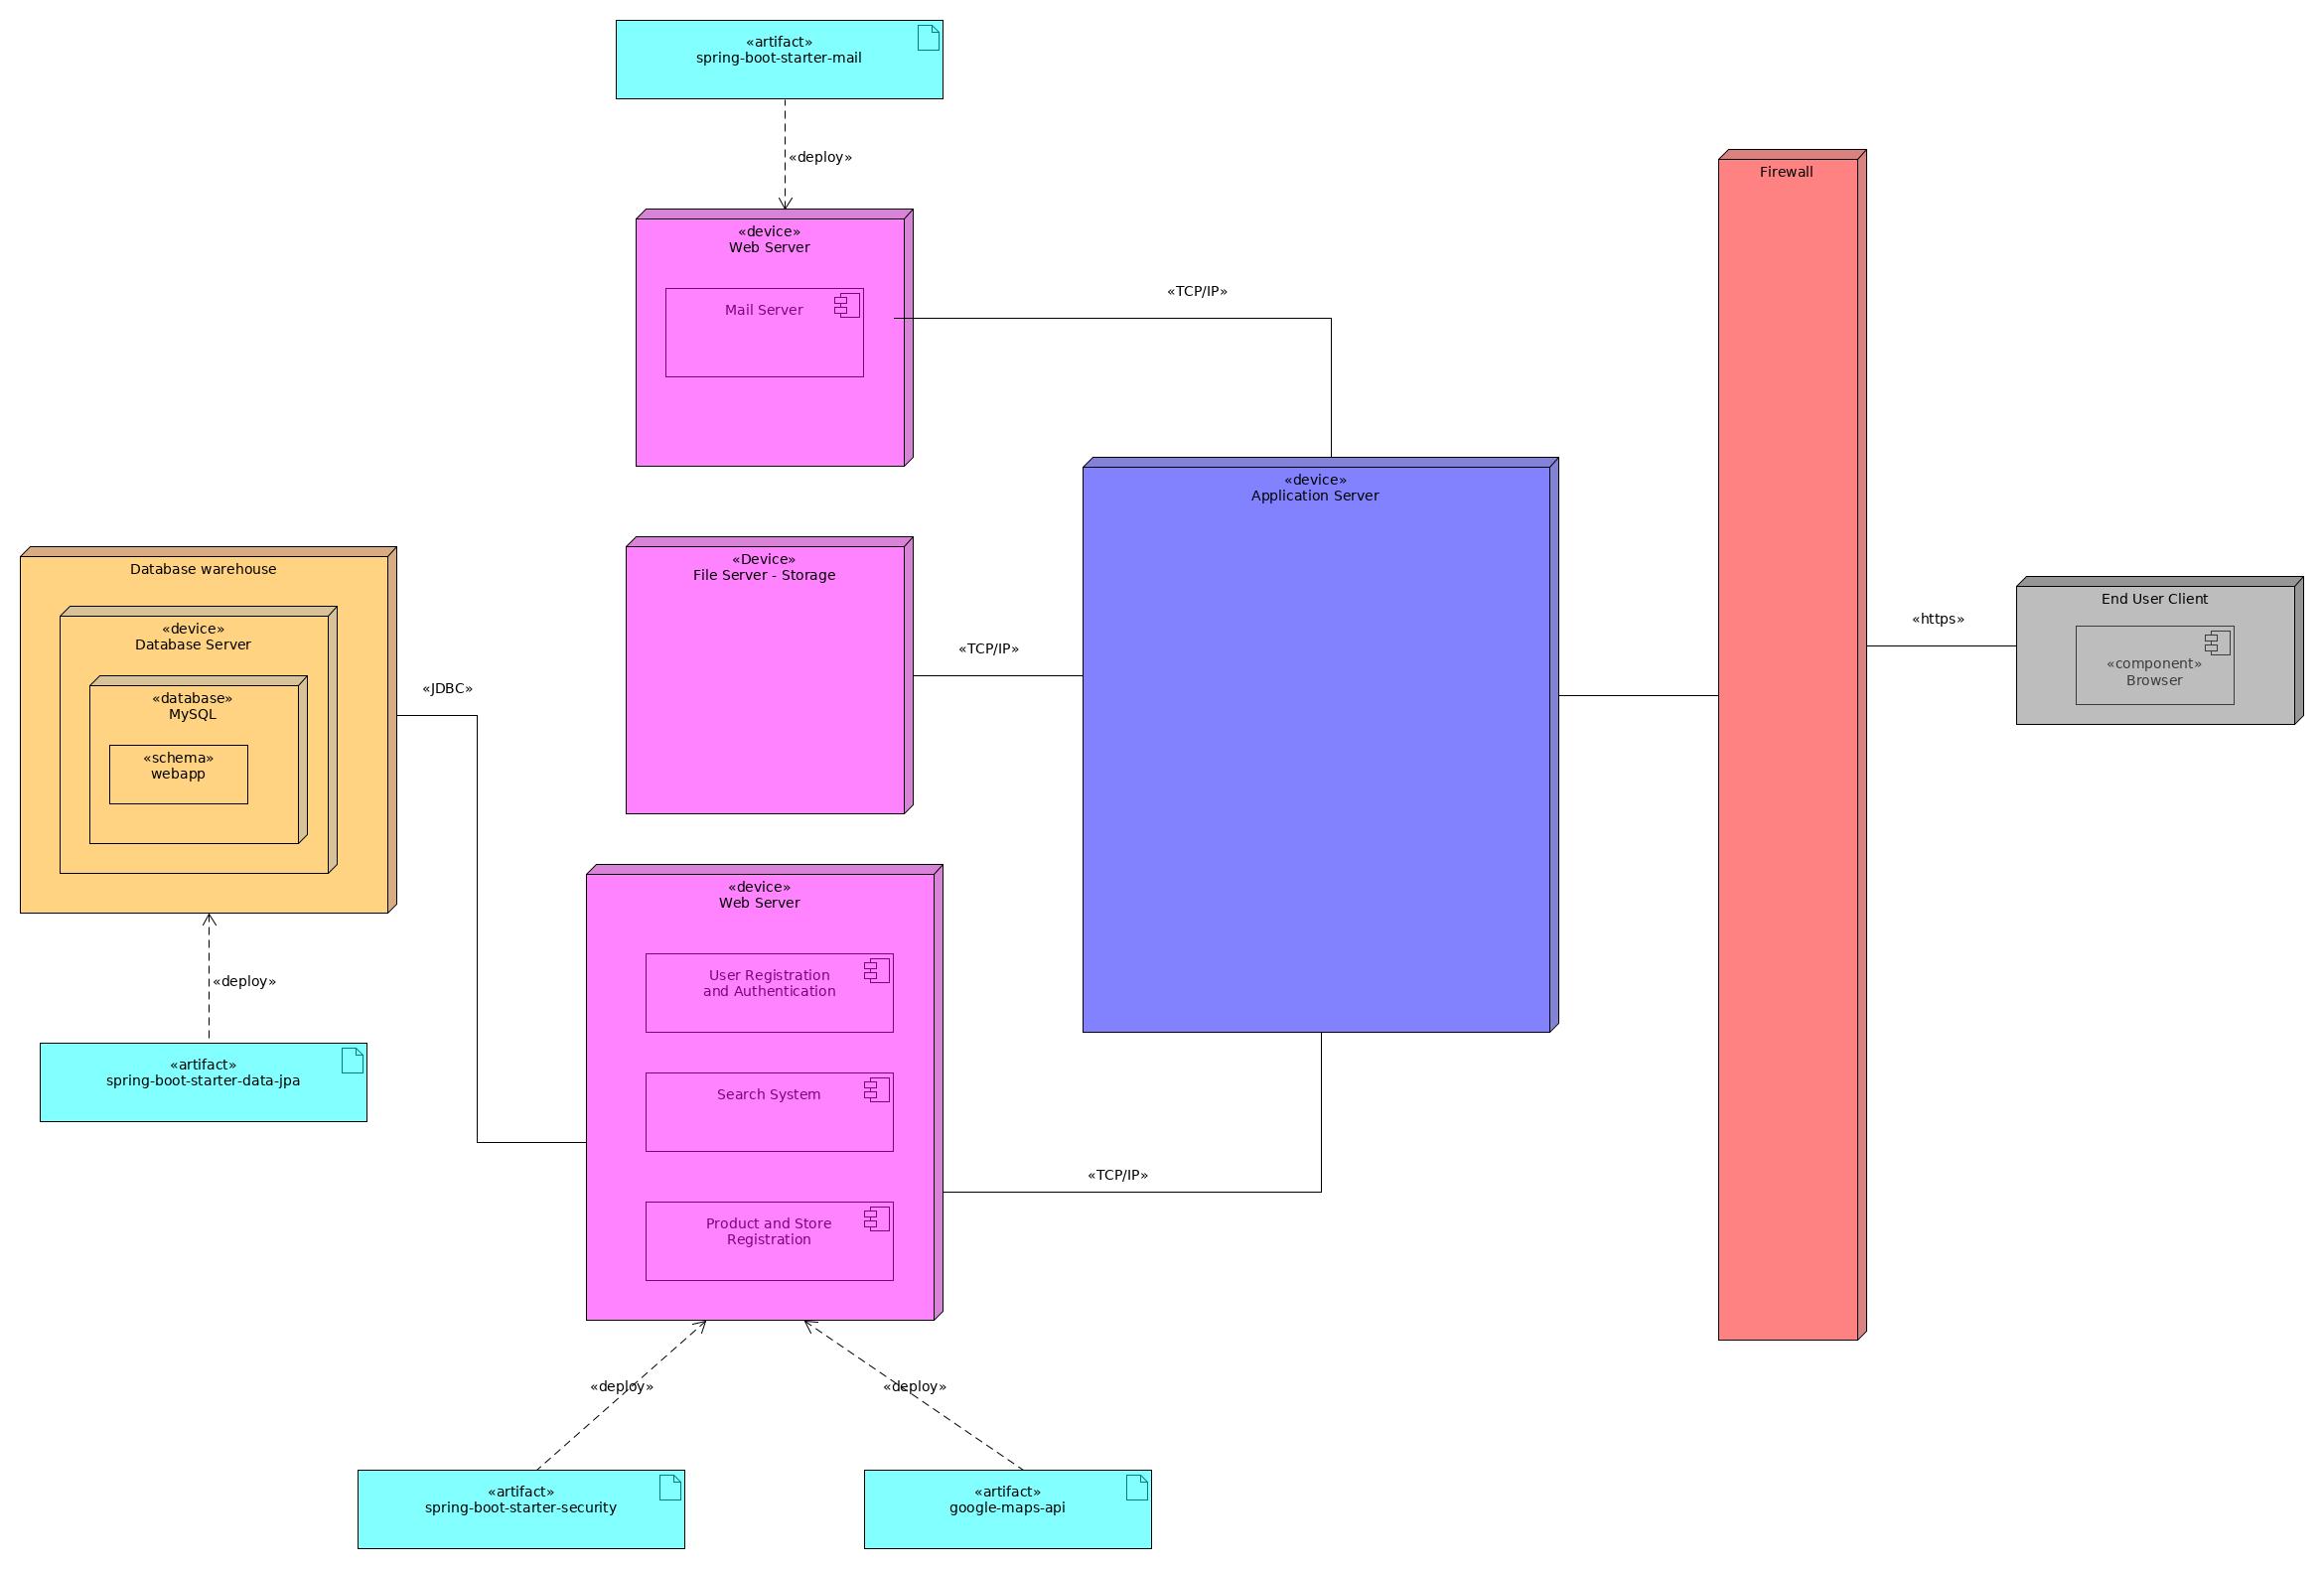 «artifact»
spring-boot-starter-mail
«deploy»
Firewall
«device»
Web Server
«TCP/IP»
Mail Server
«device»
Application Server
«Device»
File Server - Storage
Database warehouse
«device»
Database Server
«database»
MySQL
«schema»
webapp
«JDBC»
«TCP/IP»
«https»
End User Client
«component»
Browser
«device»
Web Server
User Registration
and Authentication
Search System
Product and Store
Registration
«TCP/IP»
«deploy»
«artifact»
spring-boot-starter-data-jpa
«deploy»
«deploy»
«artifact»
spring-boot-starter-security
«artifact»
google-maps-api